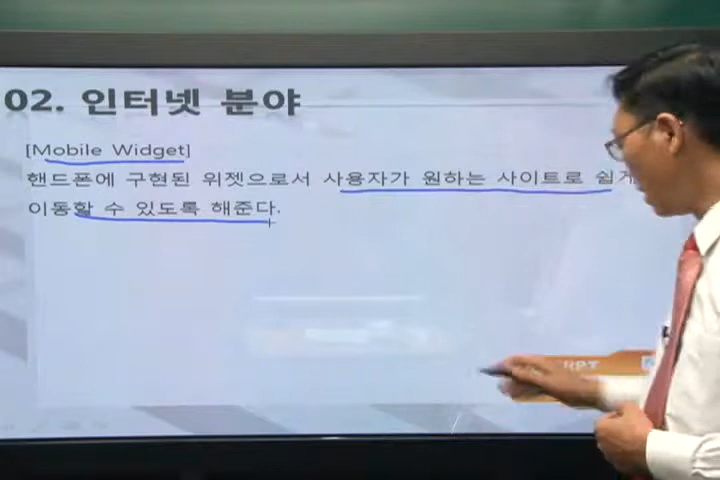 02. 인터넷 분야
[Mobile Widget]
핸드폰에 구현된 위젯으로서 사용자가 원하는 사이트로 쉽게
이동할 수 있도록 해준다.